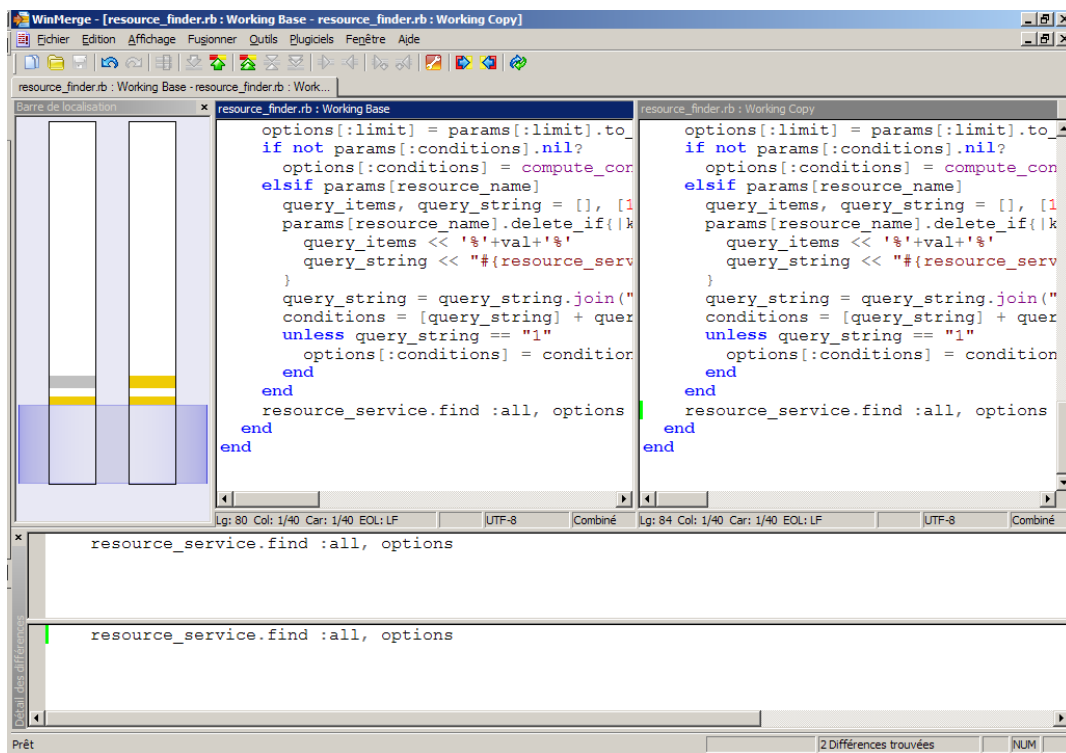 WinMerge - [resource_finder.rb : Working Base - resource_finder.rb : Working Copy]
Fichier Edition Affichage Fusionner Outils Plugiciels Fenêtre Aide
resource_finder.rb : Working Base - resource_finder.rb : Work...
Barre de localisation
resource_finder.rb : Working Base
options[:limit] = params[:limit].to_
if not params[:conditions].nil?
options[:conditions] = compute_con
elsif params[resource_name]
query_items, query_string = [], [1
params[resource_name].delete_if{|k
query_items << '%'+val+'%'
query_string << "#{resource_serv
}
query_string = query_string.join("
conditions = [query_string] + quer
unless query_string == "1"
options[:conditions] = condition
end
end
resource_service.find :all, options
end
end
Lg: 80 Col: 1/40 Car: 1/40 EOL: LF UTF-8 Combiné
resource_finder.rb : Working Copy
options[:limit] = params[:limit].to_
if not params[:conditions].nil?
options[:conditions] = compute_con
elsif params[resource_name]
query_items, query_string = [], [1
params[resource_name].delete_if{|k
query_items << '%'+val+'%'
query_string << "#{resource_serv
}
query_string = query_string.join("
conditions = [query_string] + quer
unless query_string == "1"
options[:conditions] = condition
end
end
resource_service.find :all, options
end
end
Lg: 84 Col: 1/40 Car: 1/40 EOL: LF UTF-8 Combiné
Détail des différences
resource_service.find :all, options
resource_service.find :all, options
Prêt 2 Différences trouvées NUM